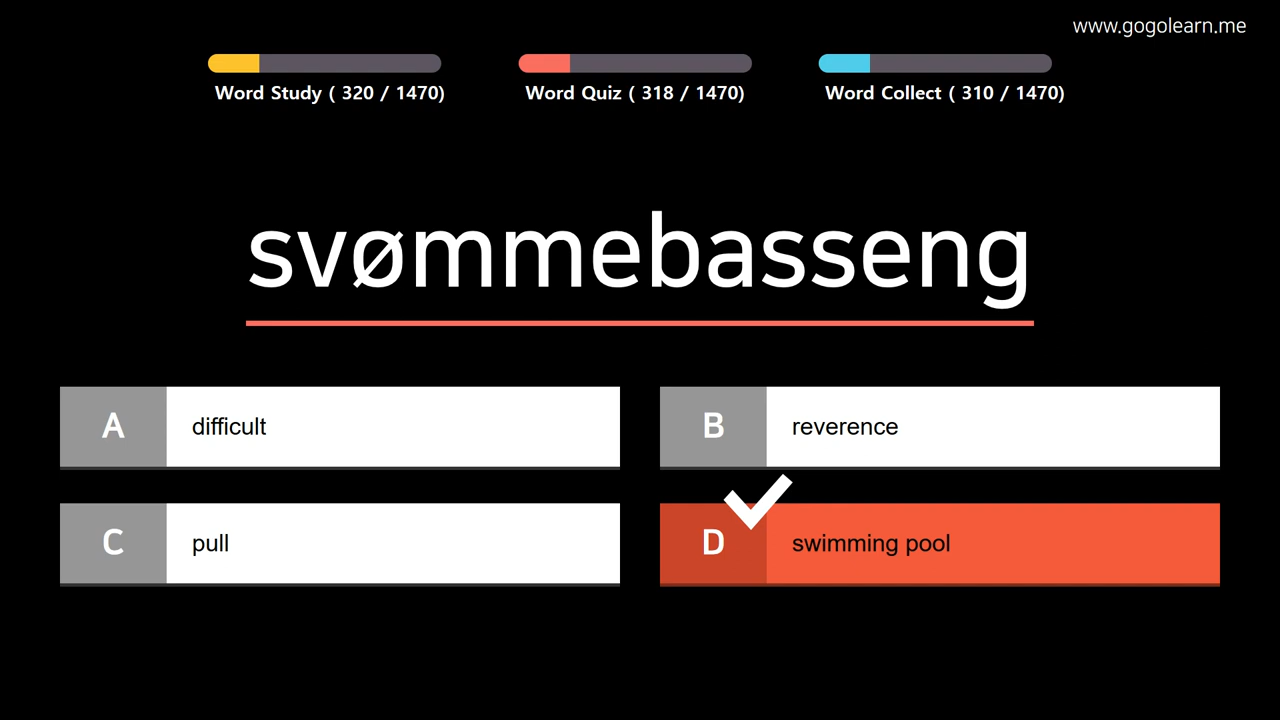 www.gogolearn.me
Word Study ( 320 / 1470)
Word Quiz ( 318 / 1470)
Word Collect ( 310 / 1470)
svømmebasseng
A difficult
B reverence
C pull
D swimming pool